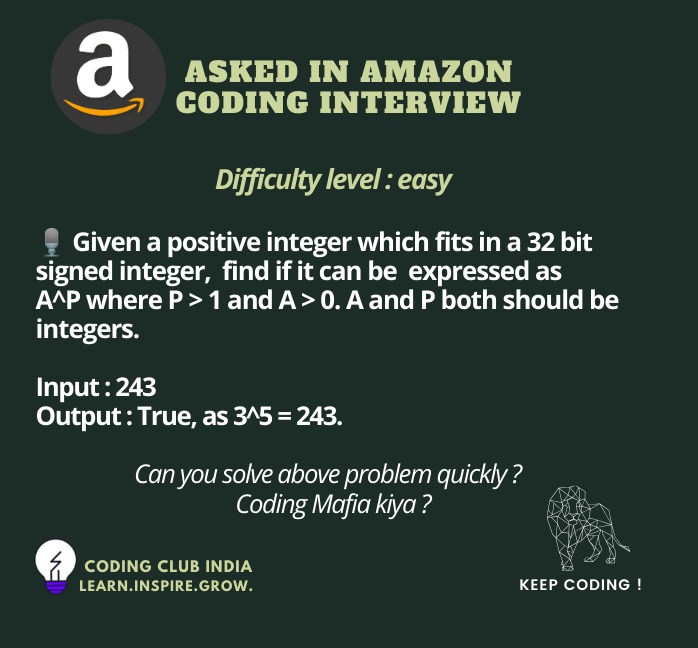 a
ASKED IN AMAZON
CODING INTERVIEW
Difficulty level : easy
Given a positive integer which fits in a 32 bit
signed integer, find if it can be expressed as
A^P where P > 1 and A > 0. A and P both should be
integers.
Input : 243
Output : True, as 3^5 = 243.
Can you solve above problem quickly ?
Coding Mafia kiya ?
CODING CLUB INDIA
LEARN.INSPIRE.GROW.
KEEP CODING !